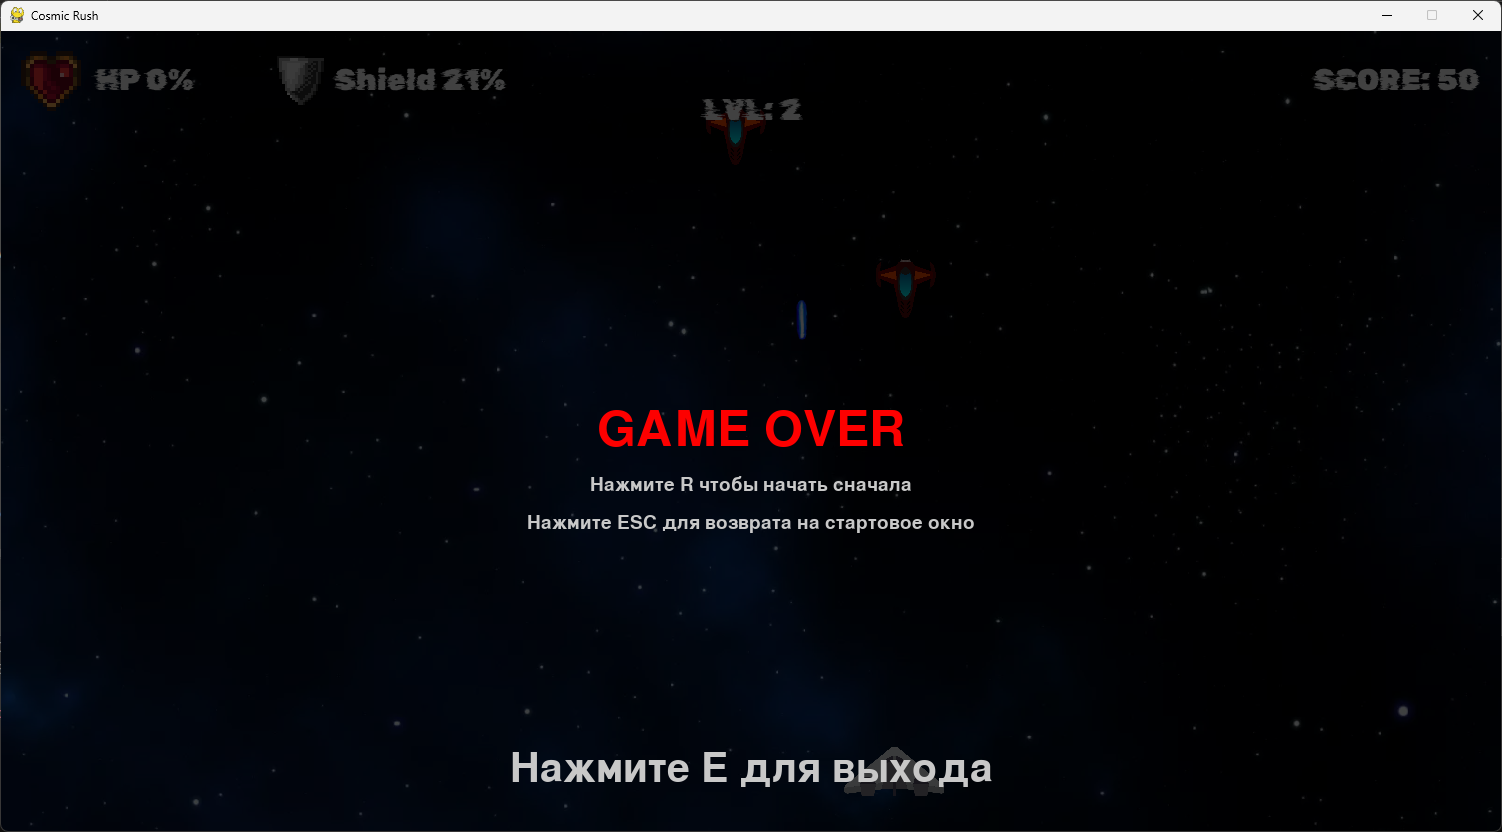 Cosmic Rush
HP 0%
Shield 21%
SCORE: 50
LVL: 2
GAME OVER
Нажмите R чтобы начать сначала
Нажмите ESC для возврата на стартовое окно
Нажмите E для выхода